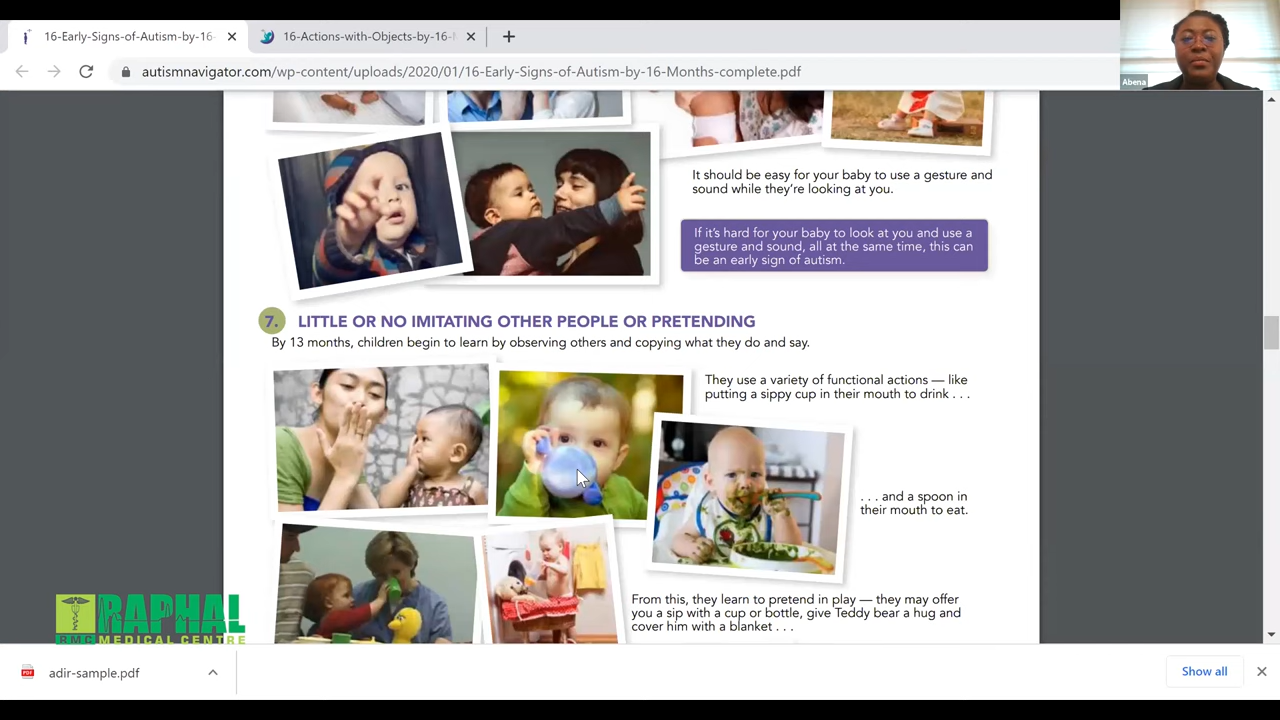 16-Early-Signs-of-Autism-by-16-
16-Actions-with-Objects-by-16-
autismnavigator.com/wp-content/uploads/2020/01/16-Early-Signs-of-Autism-by-16-Months-complete.pdf
Abena
It should be easy for your baby to use a gesture and
sound while they're looking at you.
If it's hard for your baby to look at you and use a
gesture and sound, all at the same time, this can
be an early sign of autism.
7. LITTLE OR NO IMITATING OTHER PEOPLE OR PRETENDING
By 13 months, children begin to learn by observing others and copying what they do and say.
They use a variety of functional actions — like
putting a sippy cup in their mouth to drink . . .
. . . and a spoon in
their mouth to eat.
From this, they learn to pretend in play — they may offer
you a sip with a cup or bottle, give Teddy bear a hug and
cover him with a blanket . . .
RAPHAL
RMC MEDICAL CENTRE
PDF
adir-sample.pdf
Show all